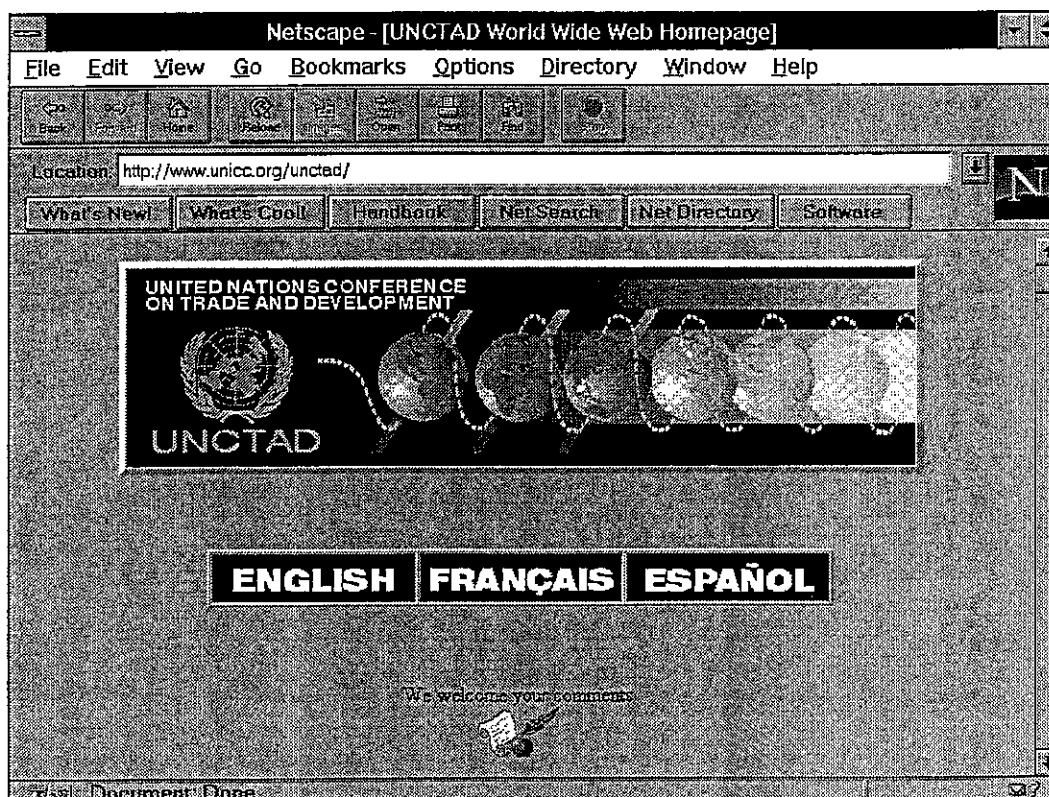 Netscape - [UNCTAD World Wide Web Homepage]
File Edit View Go Bookmarks Options Directory Window Help
Back Forward Home Reload Open Print Find Stop
Location: http://www.unicc.org/unctad/
What's New! What's Cool! Handbook Net Search Net Directory Software
N
UNITED NATIONS CONFERENCE
ON TRADE AND DEVELOPMENT
UNCTAD
ENGLISH FRANÇAIS ESPAÑOL
We welcome your comments
Document: Done